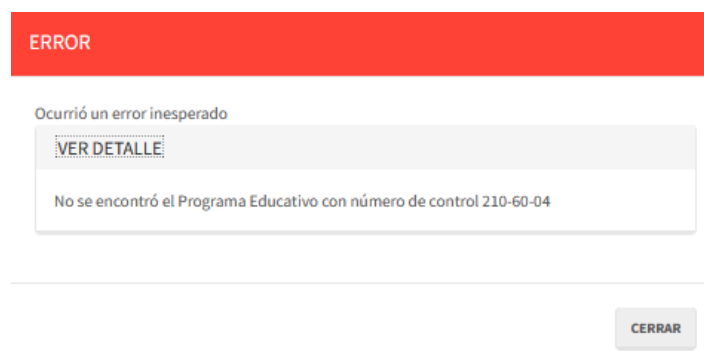 ERROR
Ocurrió un error inesperado
VER DETALLE
No se encontró el Programa Educativo con número de control 210-60-04
CERRAR